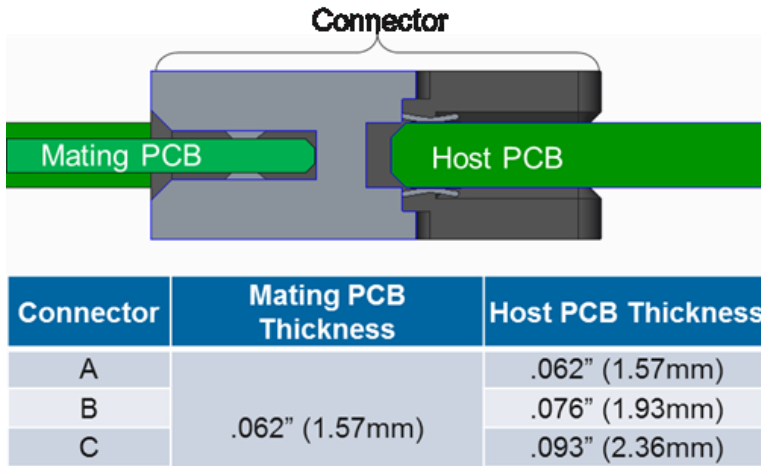 Connector
Mating PCB
Host PCB
Connector
Mating PCB
Thickness
Host PCB Thickness
A
.062” (1.57mm)
.062” (1.57mm)
B
.076” (1.93mm)
C
.093” (2.36mm)